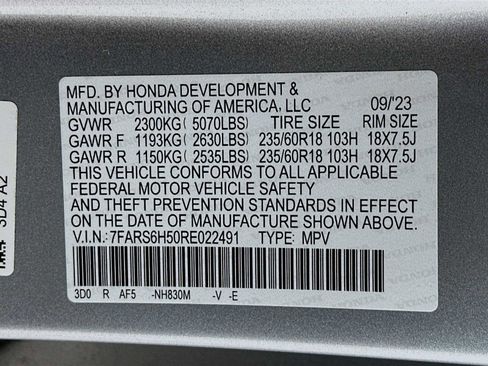 MFD. BY HONDA DEVELOPMENT &
MANUFACTURING OF AMERICA, LLC 09/'23
GVWR 2300KG ( 5070LBS) TIRE SIZE RIM SIZE
GAWR F 1193KG ( 2630LBS) 235/60R18 103H 18X7.5J
GAWR R 1150KG ( 2535LBS) 235/60R18 103H 18X7.5J
THIS VEHICLE CONFORMS TO ALL APPLICABLE
FEDERAL MOTOR VEHICLE SAFETY
AND THEFT PREVENTION STANDARDS IN EFFECT
ON THE DATE OF MANUFACTURE SHOWN ABOVE.
V.I.N:7FARS6H50RE022491 TYPE: MPV
3D0 R AF5 -NH830M -V -E
3D4 A2